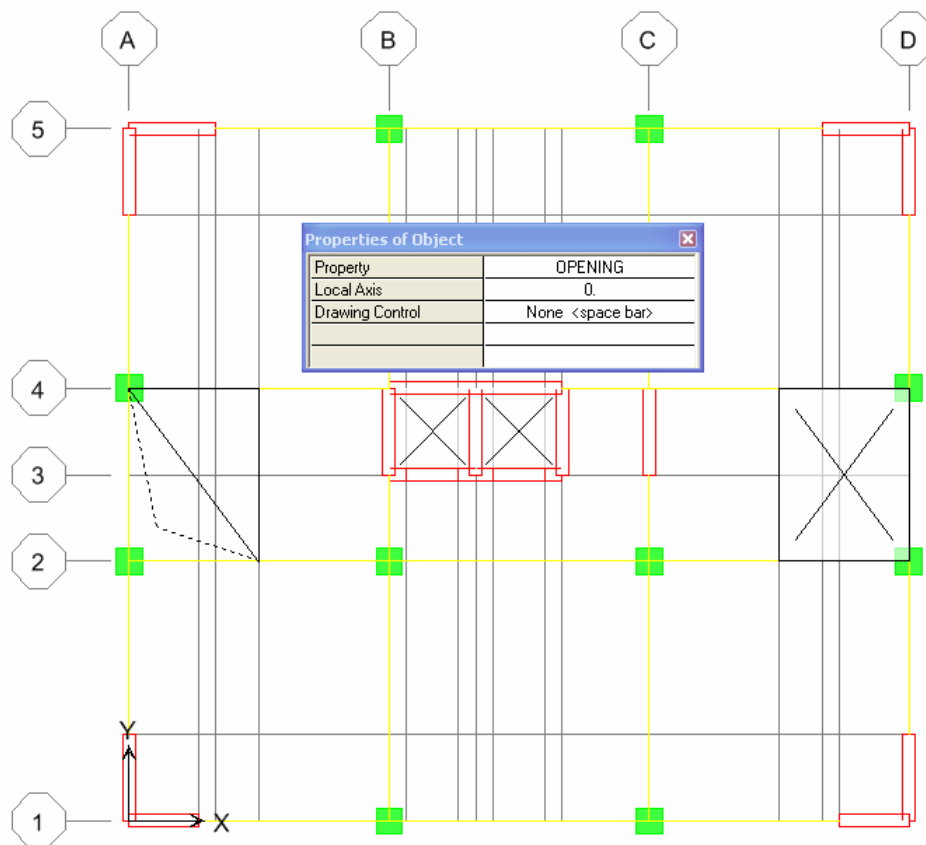 A B C D
5
Properties of Object
Property OPENING
Local Axis 0.
Drawing Control None <space bar>
4
3
2
Y
X
1